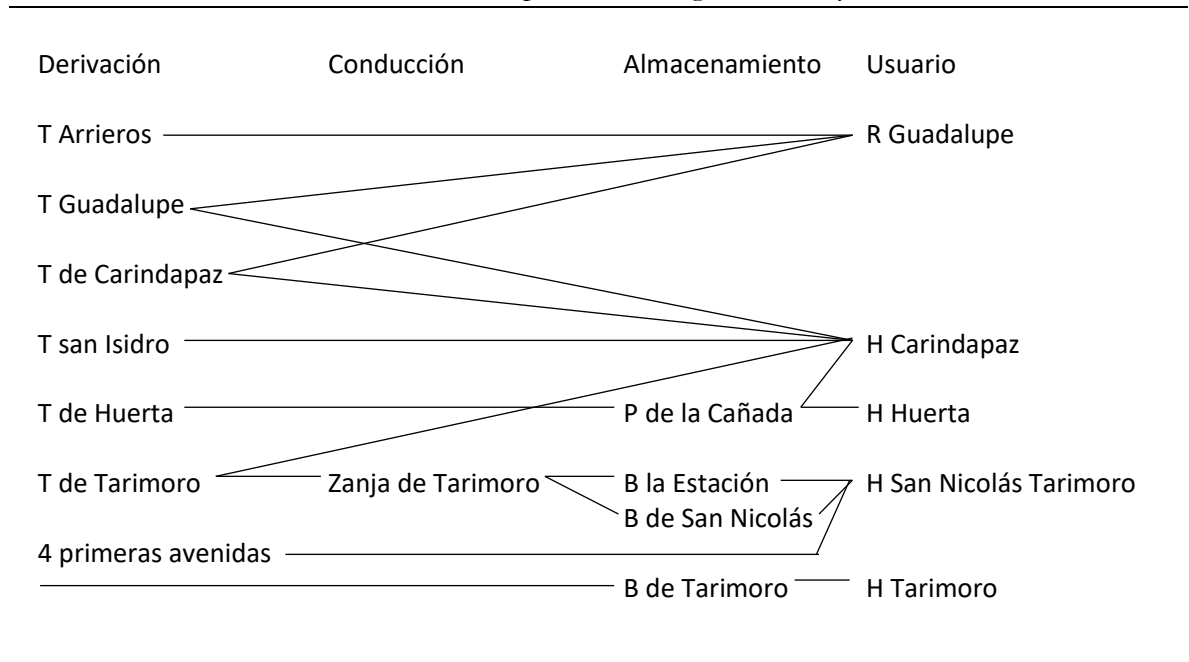 Derivación Conducción Almacenamiento Usuario
T Arrieros R Guadalupe
T Guadalupe
T de Carindapaz
T san Isidro H Carindapaz
T de Huerta P de la Cañada H Huerta
T de Tarimoro Zanja de Tarimoro B la Estación H San Nicolás Tarimoro
B de San Nicolás
4 primeras avenidas
B de Tarimoro H Tarimoro